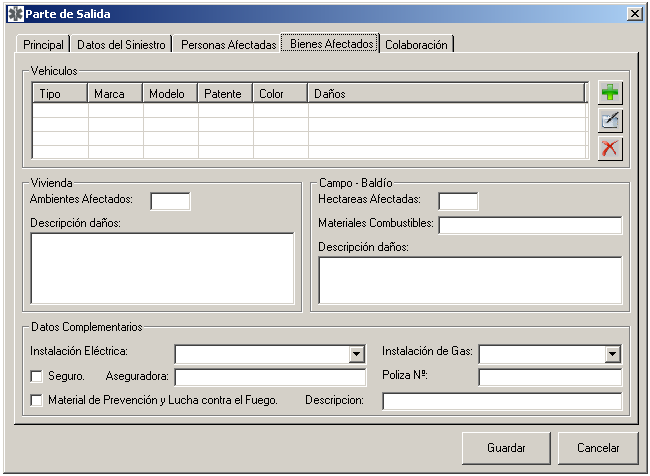 Parte de Salida
Principal Datos del Siniestro Personas Afectadas Bienes Afectados Colaboración
Vehiculos
Tipo Marca Modelo Patente Color Daños
Vivienda
Ambientes Afectados:
Descripción daños:
Campo - Baldío
Hectareas Afectadas:
Materiales Combustibles:
Descripción daños:
Datos Complementarios
Instalación Eléctrica: Instalación de Gas:
Seguro. Aseguradora: Poliza Nº:
Material de Prevención y Lucha contra el Fuego. Descripcion:
Guardar Cancelar